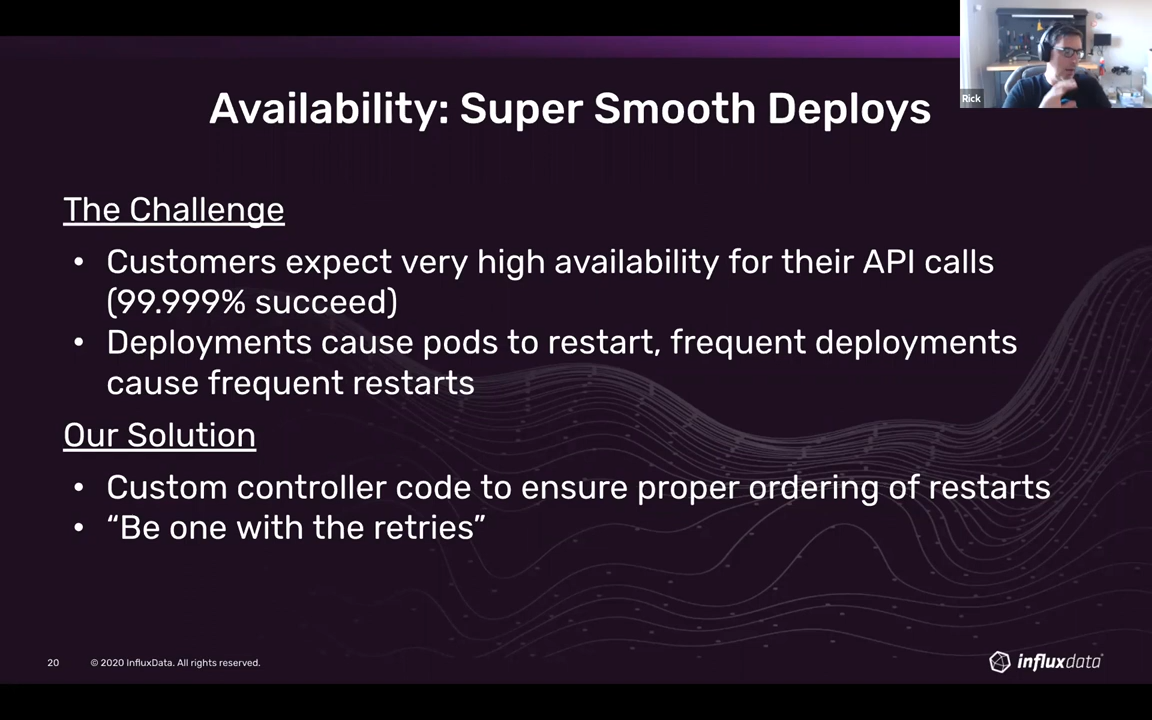 Rick
Availability: Super Smooth Deploys
The Challenge
• Customers expect very high availability for their API calls
(99.999% succeed)
• Deployments cause pods to restart, frequent deployments
cause frequent restarts
Our Solution
• Custom controller code to ensure proper ordering of restarts
• “Be one with the retries”
20 © 2020 InfluxData. All rights reserved.
influxdata